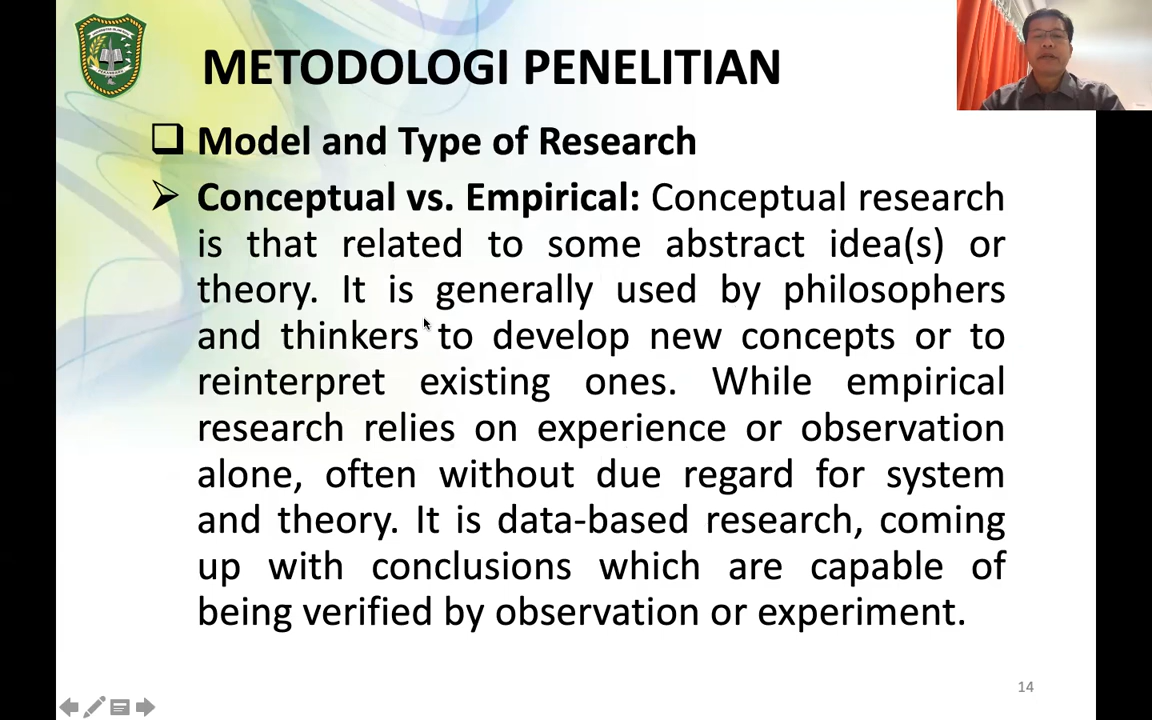 METODOLOGI PENELITIAN
Model and Type of Research
Conceptual vs. Empirical: Conceptual research
is that related to some abstract idea(s) or
theory. It is generally used by philosophers
and thinkers to develop new concepts or to
reinterpret existing ones. While empirical
research relies on experience or observation
alone, often without due regard for system
and theory. It is data-based research, coming
up with conclusions which are capable of
being verified by observation or experiment.
14